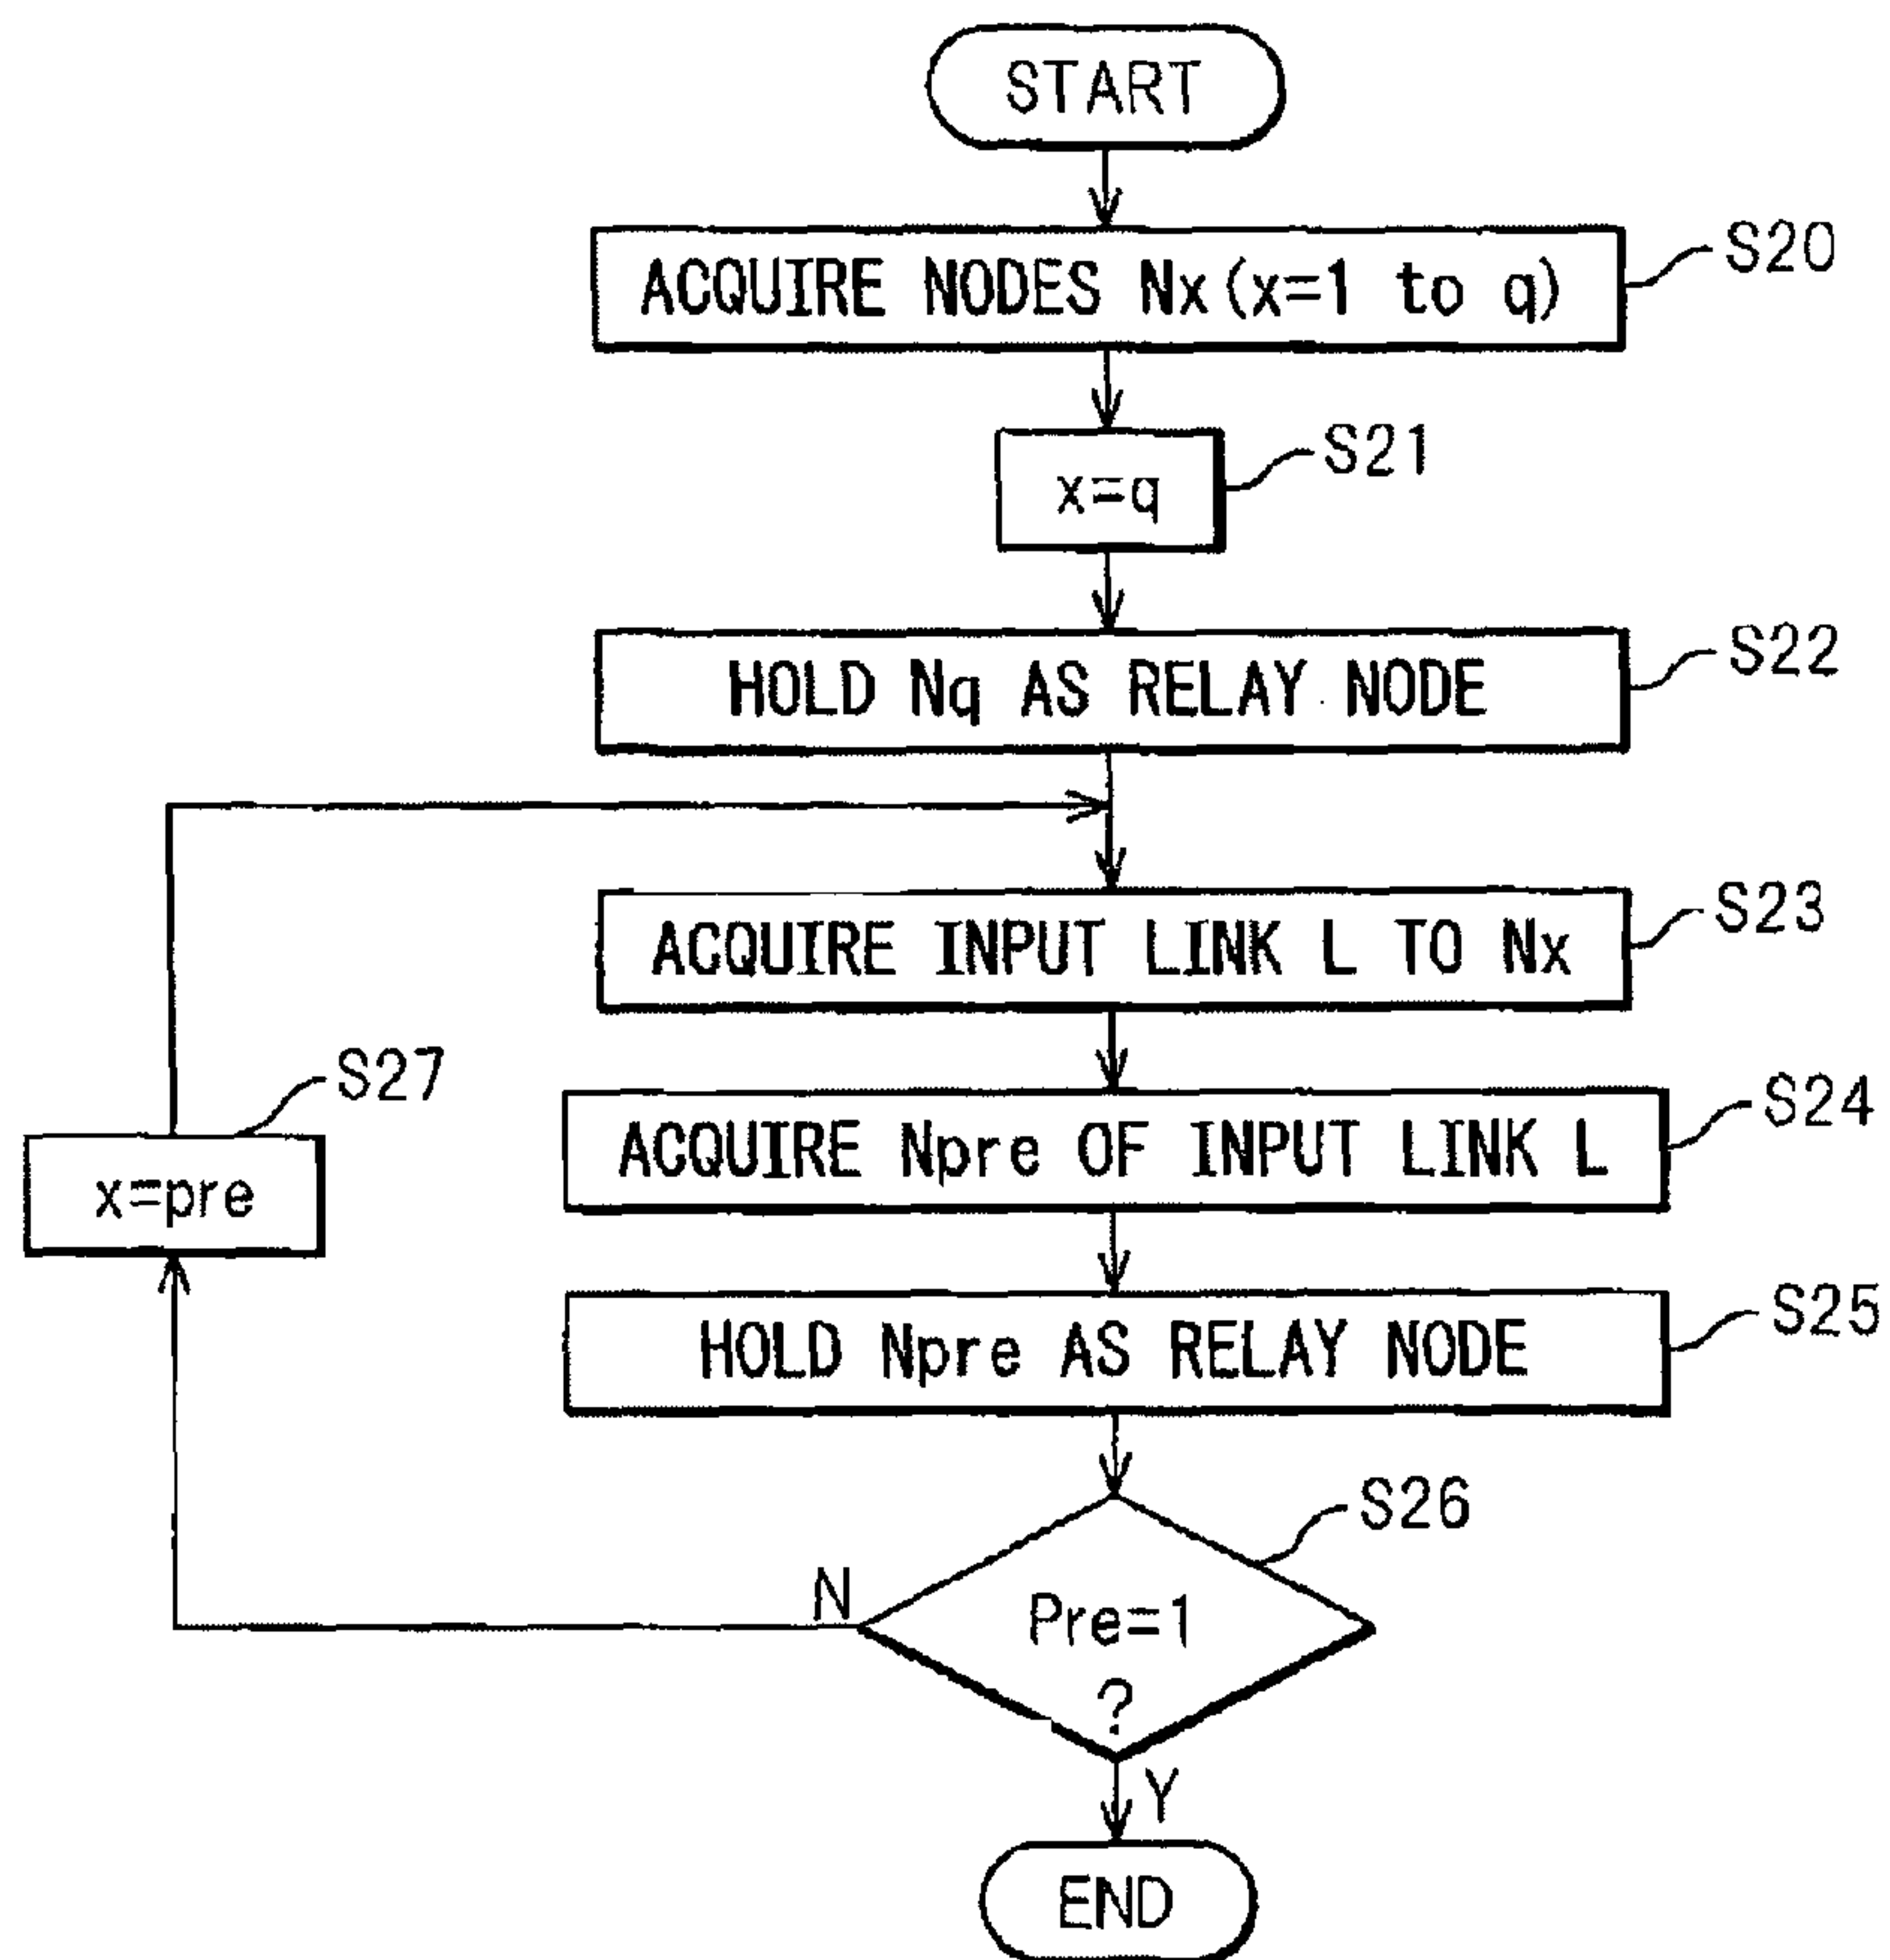 START
ACQUIRE NODES Nx(x=1 to q)
S20
x=q
S21
HOLD Nq AS RELAY NODE
S22
ACQUIRE INPUT LINK L TO Nx
S23
ACQUIRE Npre OF INPUT LINK L
S24
x=pre
S27
HOLD Npre AS RELAY NODE
S25
Pre=1
?
S26
N
Y
END